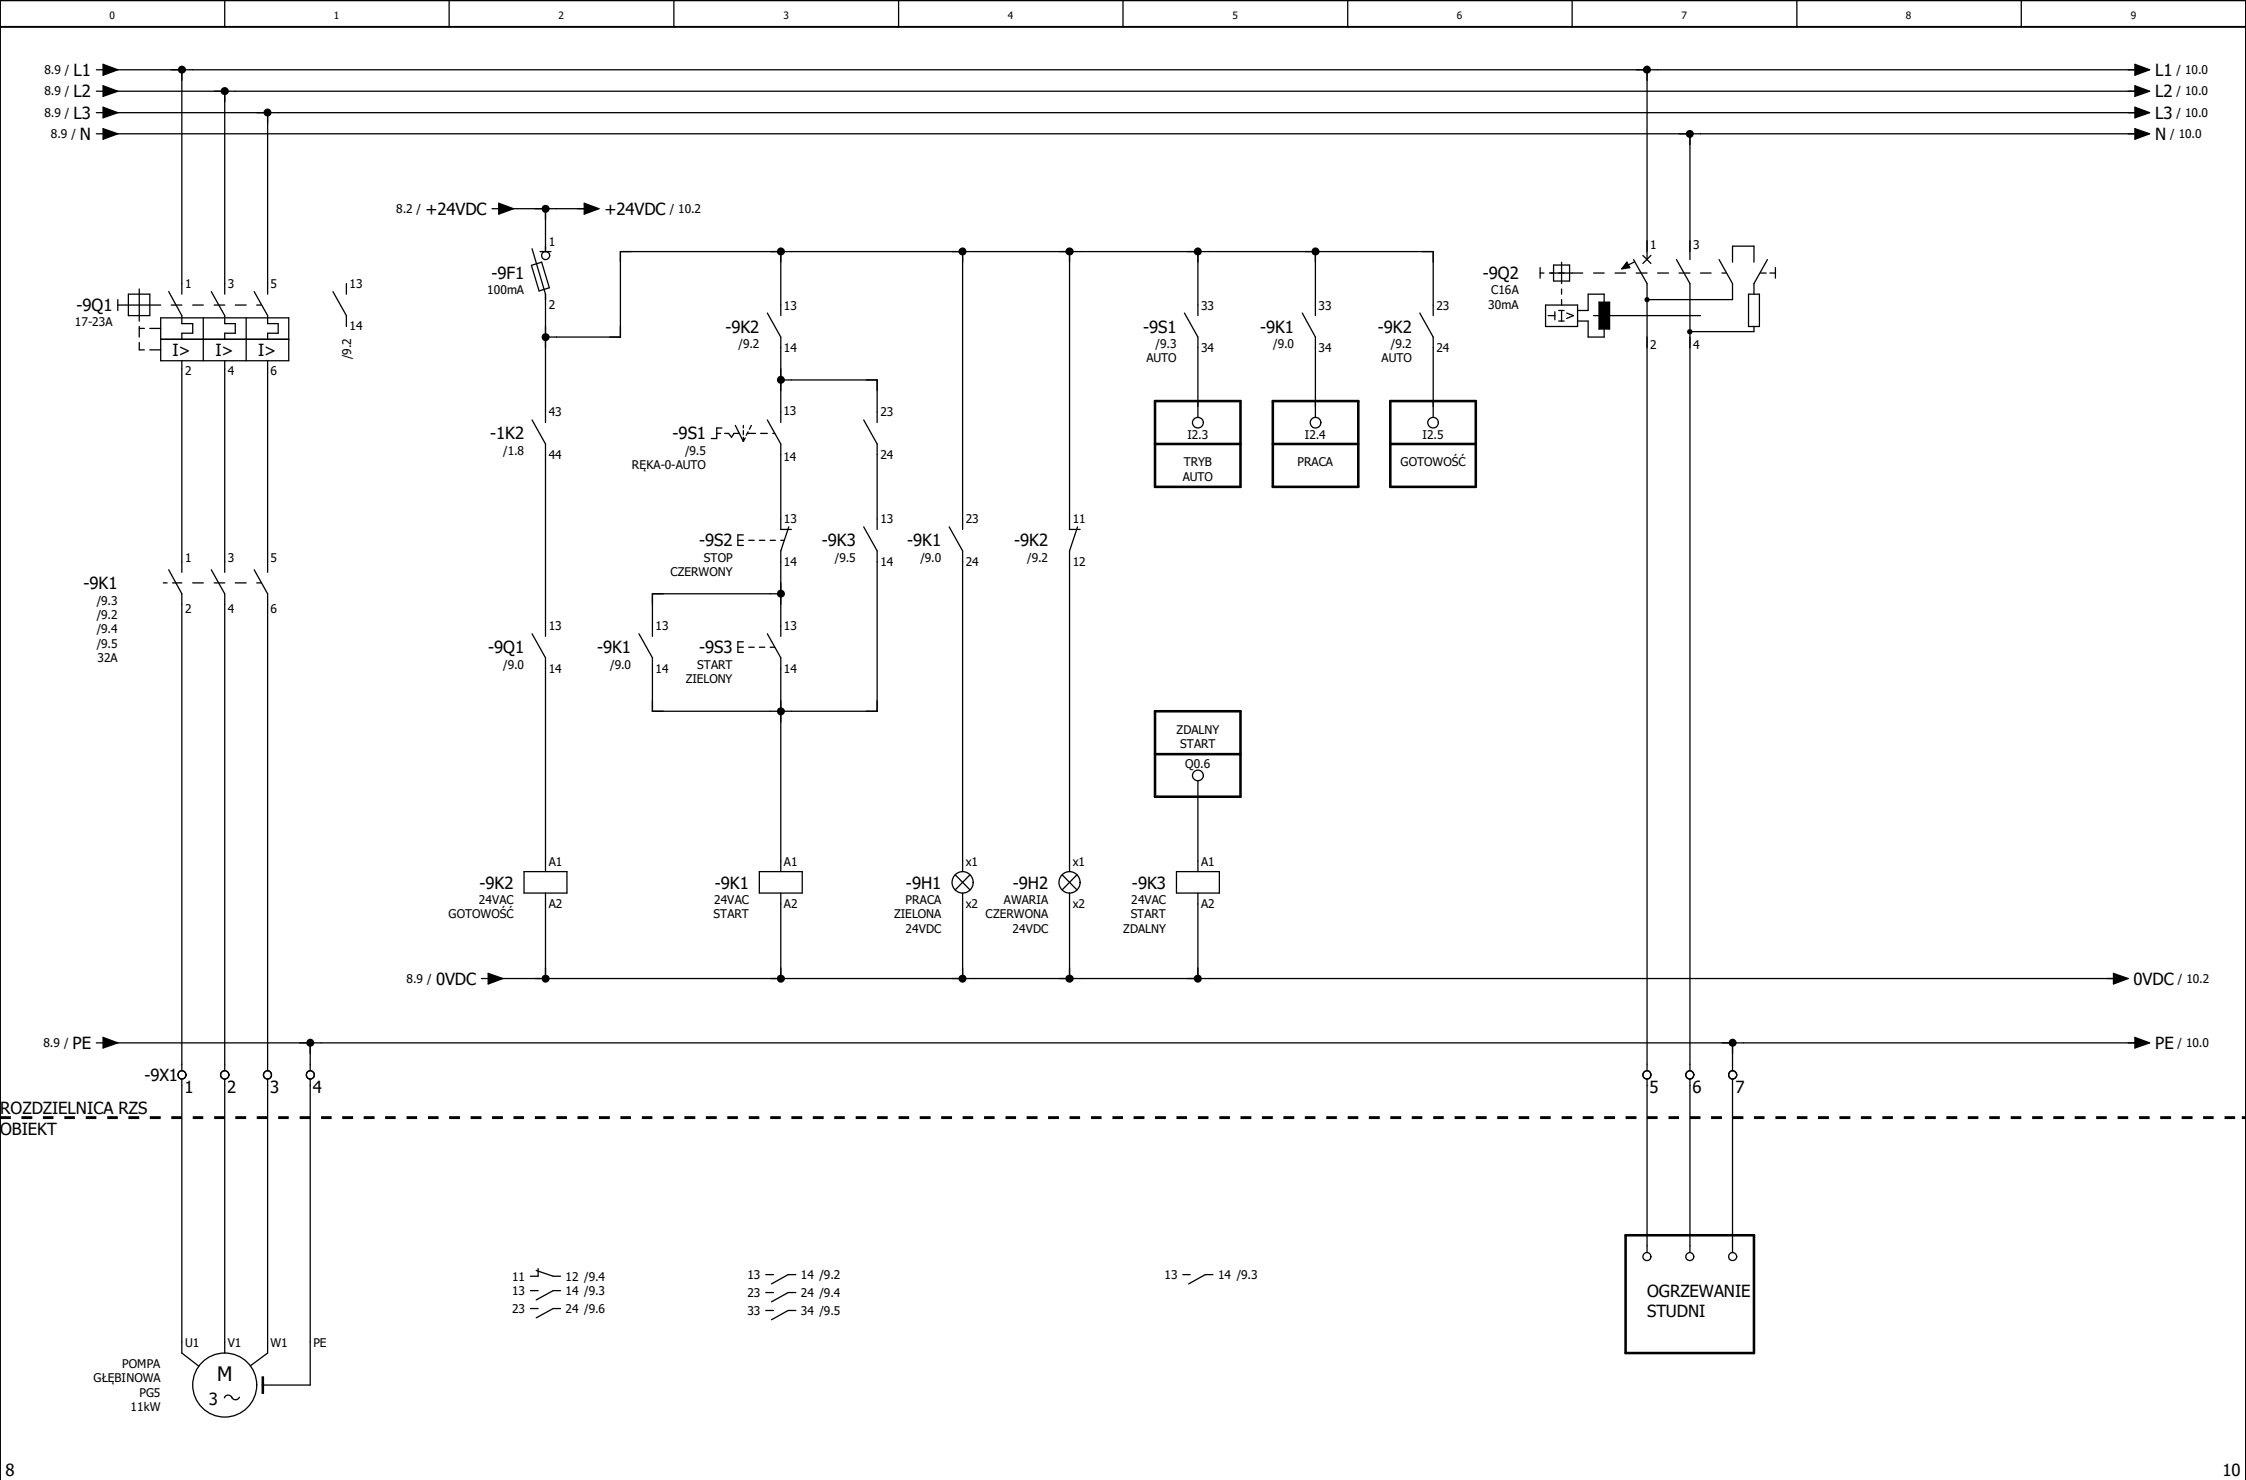 0 1 2 3 4 5 6 7 8 9
8.9 / L1
L1 / 10.0
8.9 / L2
L2 / 10.0
8.9 / L3
L3 / 10.0
8.9 / N
N / 10.0
8.2 / +24VDC
+24VDC / 10.2
-9Q1
17-23A
1
3
5
I> I> I>
2
4
6
13
14
/9.2
-9F1
100mA
1
2
-1K2
/1.8
43
44
-9Q1
/9.0
13
14
-9K2
/9.2
13
14
-9S1
/9.5
RĘKA-0-AUTO
13
14
23
24
-9S2 E
STOP
CZERWONY
13
14
-9K3
/9.5
13
14
-9K1
/9.0
13
14
-9S3 E
START
ZIELONY
13
14
-9K1
/9.0
23
24
-9K2
/9.2
11
12
-9S1
/9.3
AUTO
33
34
I2.3
TRYB
AUTO
-9K1
/9.0
33
34
I2.4
PRACA
-9K2
/9.2
AUTO
23
24
I2.5
GOTOWOŚĆ
-9Q2
C16A
30mA
I>
1
3
2
4
-9K1
/9.3
/9.2
/9.4
/9.5
32A
1
3
5
2
4
6
ZDALNY
START
Q0.6
-9K2
24VAC
GOTOWOŚĆ
A1
A2
-9K1
24VAC
START
A1
A2
-9H1
PRACA
ZIELONA
24VDC
x1
x2
-9H2
AWARIA
CZERWONA
24VDC
x1
x2
-9K3
24VAC
START
ZDALNY
A1
A2
8.9 / 0VDC
0VDC / 10.2
8.9 / PE
PE / 10.0
-9X1
1
2
3
4
5
6
7
ROZDZIELNICA RZS
OBIEKT
11 12 /9.4
13 14 /9.3
23 24 /9.6
13 14 /9.2
23 24 /9.4
33 34 /9.5
13 14 /9.3
OGRZEWANIE
STUDNI
U1
V1
W1
PE
POMPA
GŁĘBINOWA
PG5
11kW
M
3 ~
8
10